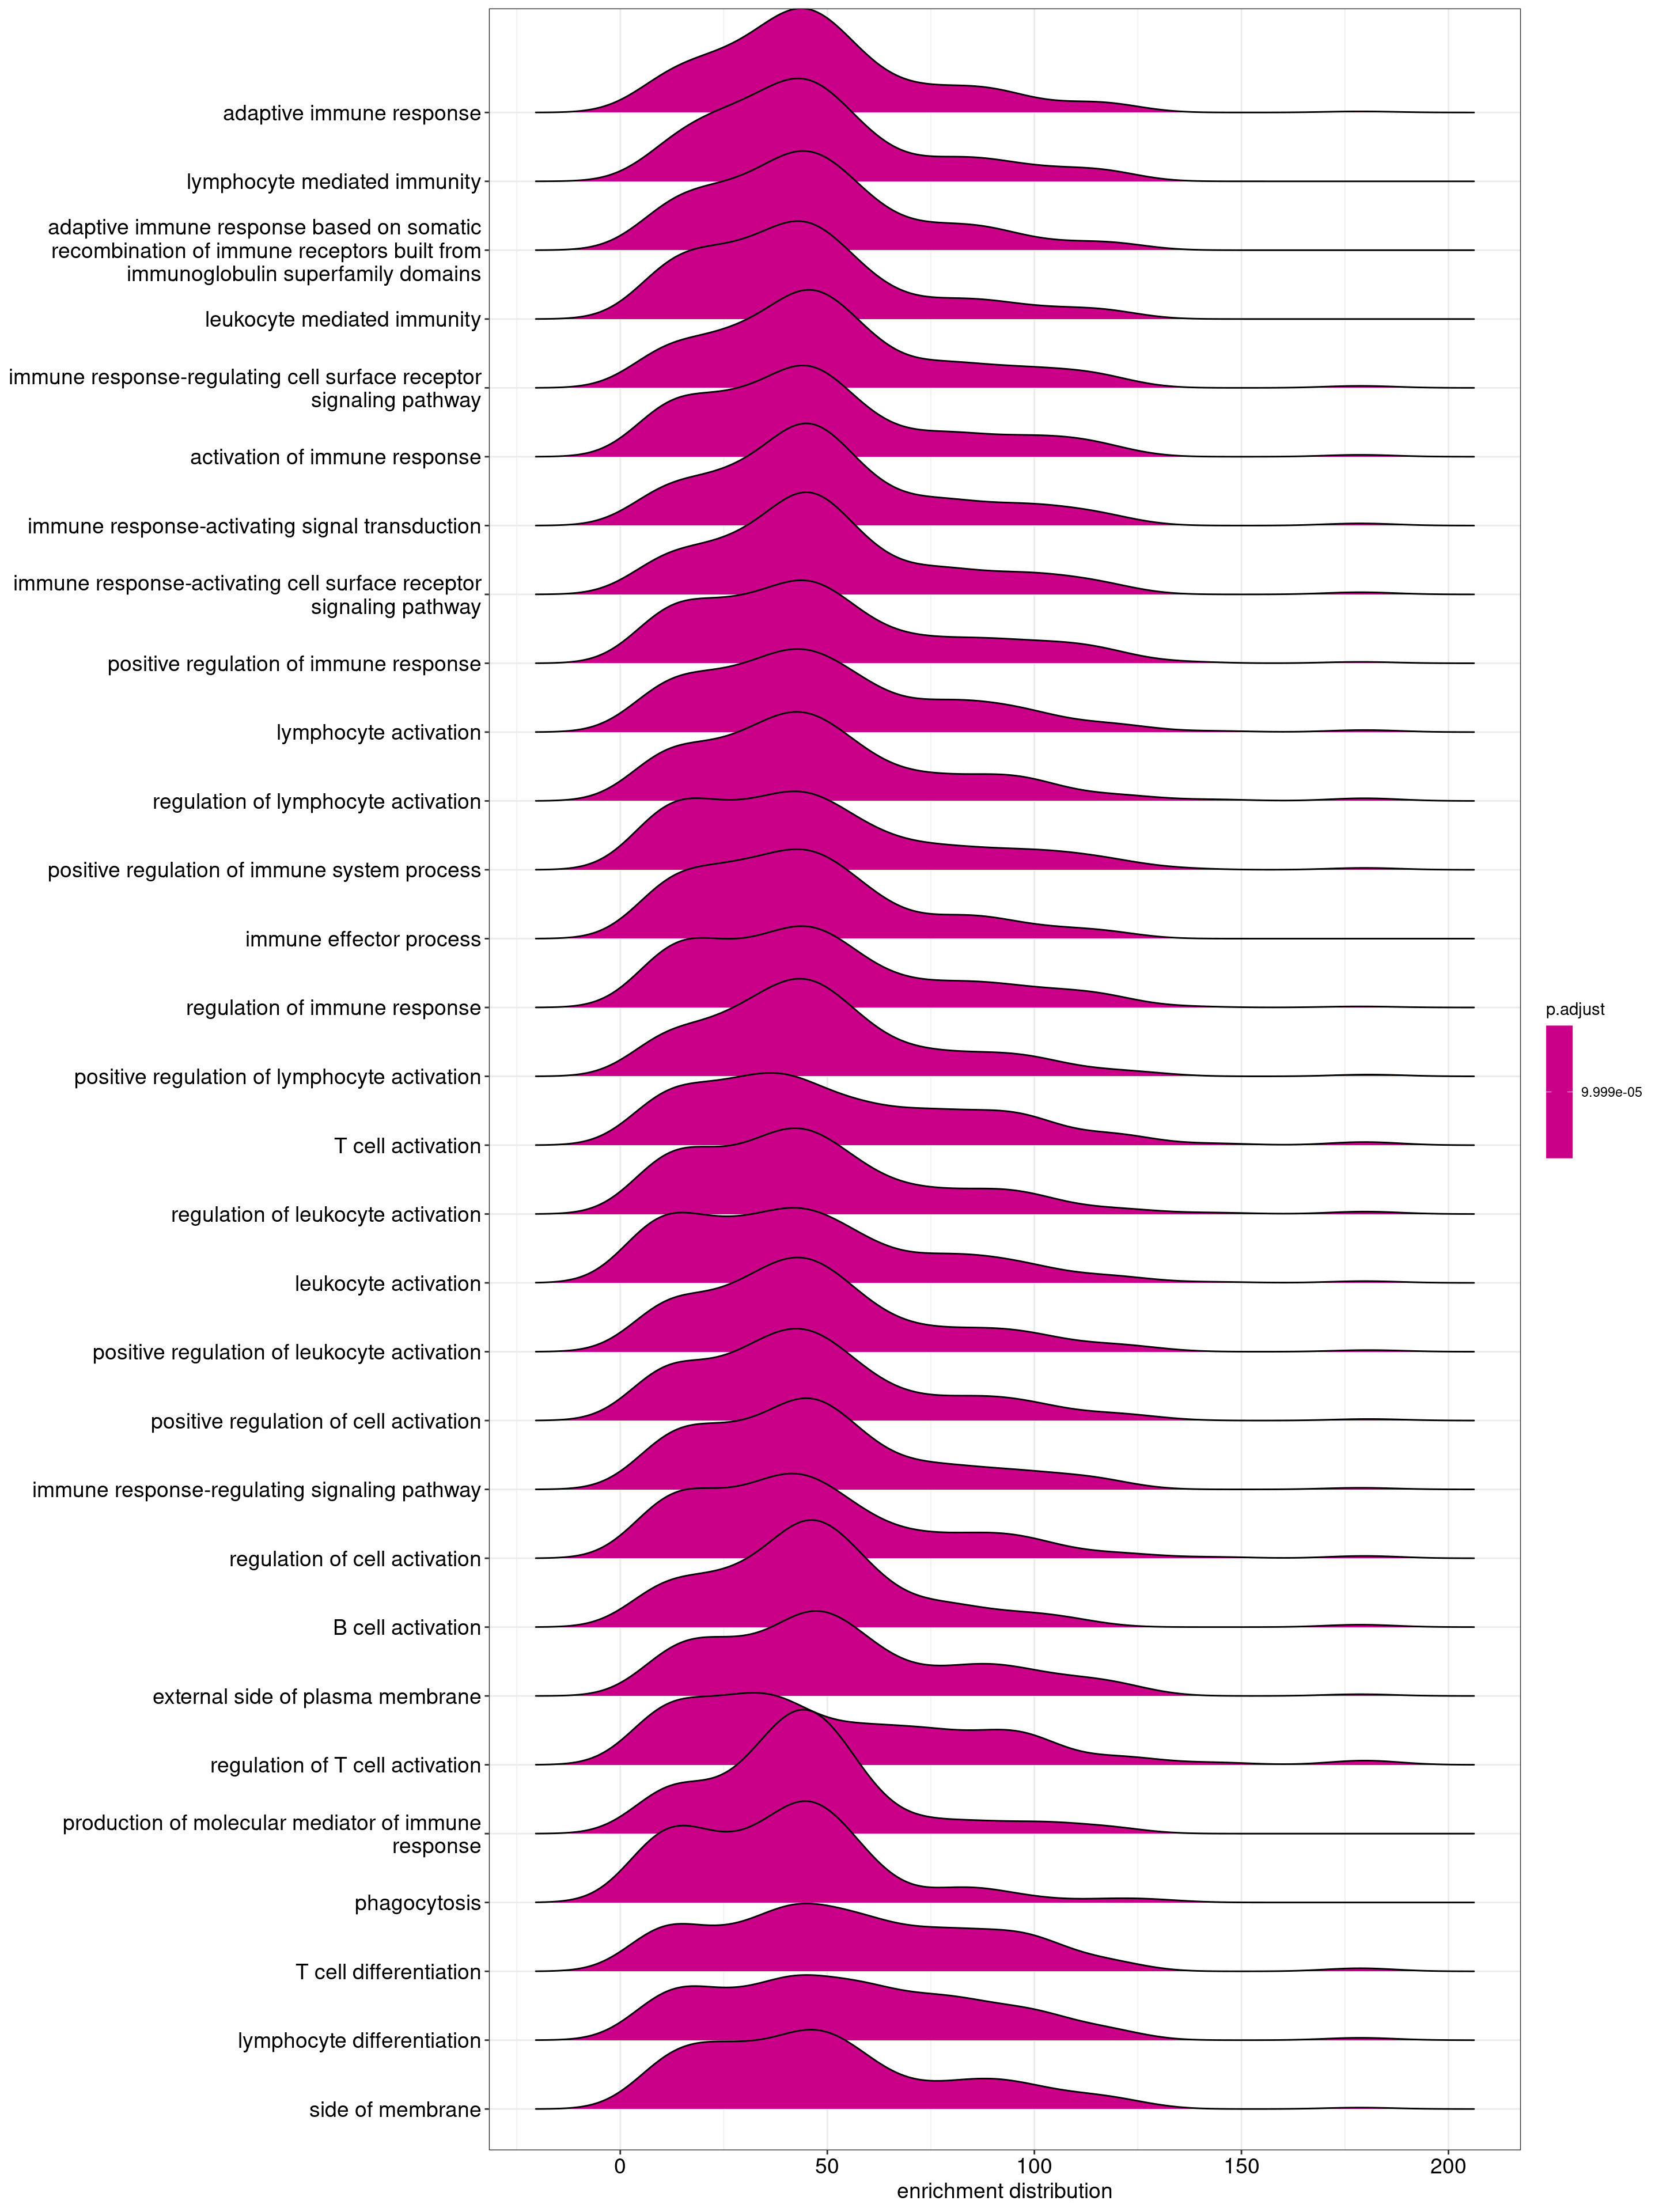 adaptive immune response
lymphocyte mediated immunity
adaptive immune response based on somatic
recombination of immune receptors built from
immunoglobulin superfamily domains
leukocyte mediated immunity
immune response-regulating cell surface receptor
signaling pathway
activation of immune response
immune response-activating signal transduction
immune response-activating cell surface receptor
signaling pathway
positive regulation of immune response
lymphocyte activation
regulation of lymphocyte activation
positive regulation of immune system process
immune effector process
regulation of immune response
positive regulation of lymphocyte activation
T cell activation
regulation of leukocyte activation
leukocyte activation
positive regulation of leukocyte activation
positive regulation of cell activation
immune response-regulating signaling pathway
regulation of cell activation
B cell activation
external side of plasma membrane
regulation of T cell activation
production of molecular mediator of immune
response
phagocytosis
T cell differentiation
lymphocyte differentiation
side of membrane
0 50 100 150 200
enrichment distribution
p.adjust
9.999e-05